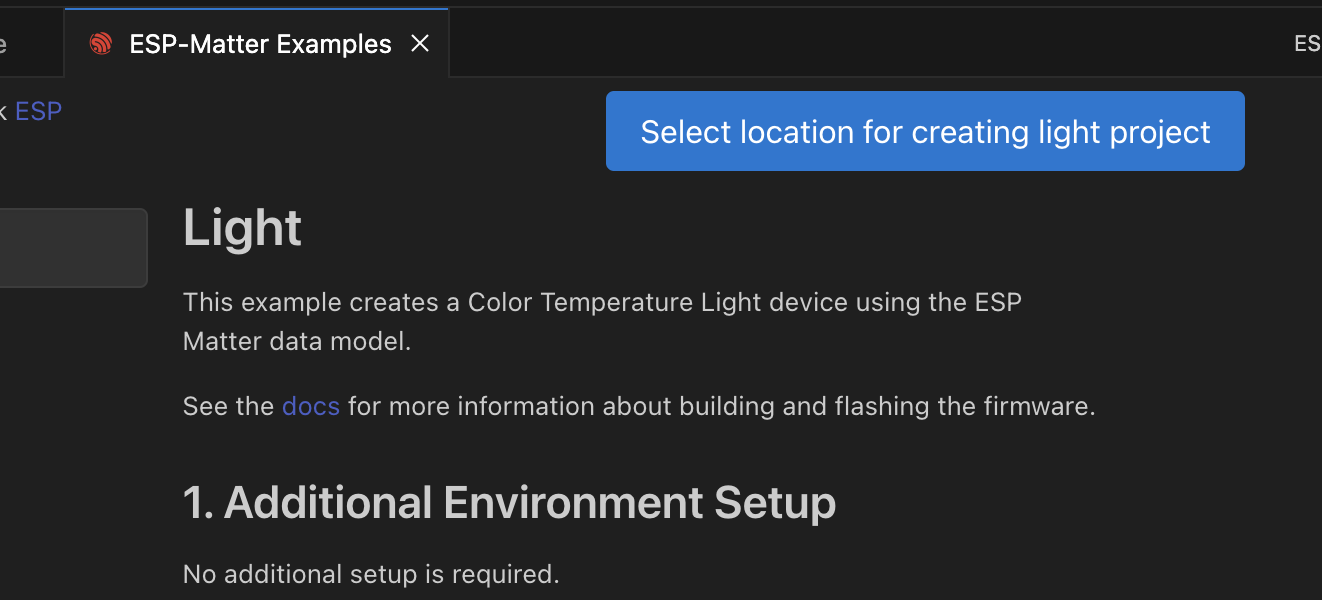 ESP-Matter Examples
ES
ESP
Select location for creating light project
Light
This example creates a Color Temperature Light device using the ESP
Matter data model.
See the docs for more information about building and flashing the firmware.
1. Additional Environment Setup
No additional setup is required.